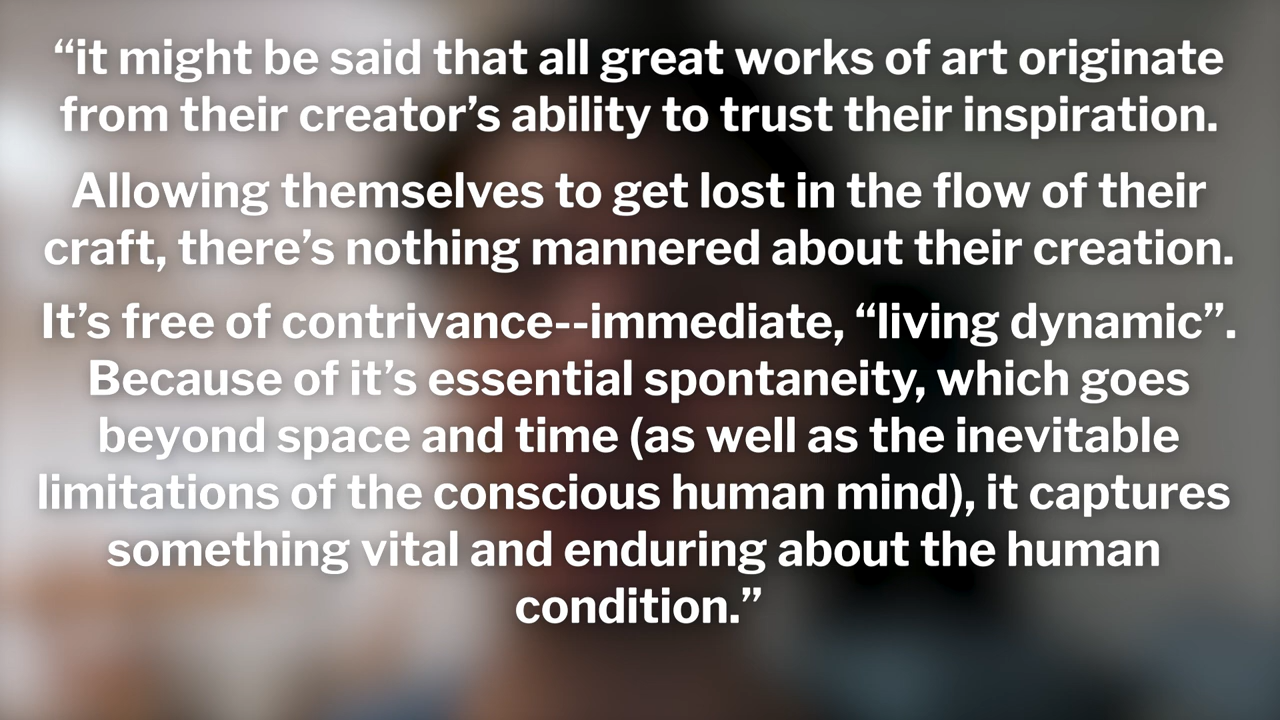 “it might be said that all great works of art originate
from their creator’s ability to trust their inspiration.
Allowing themselves to get lost in the flow of their
craft, there’s nothing mannered about their creation.
It’s free of contrivance--immediate, “living dynamic”.
Because of it’s essential spontaneity, which goes
beyond space and time (as well as the inevitable
limitations of the conscious human mind), it captures
something vital and enduring about the human
condition.”